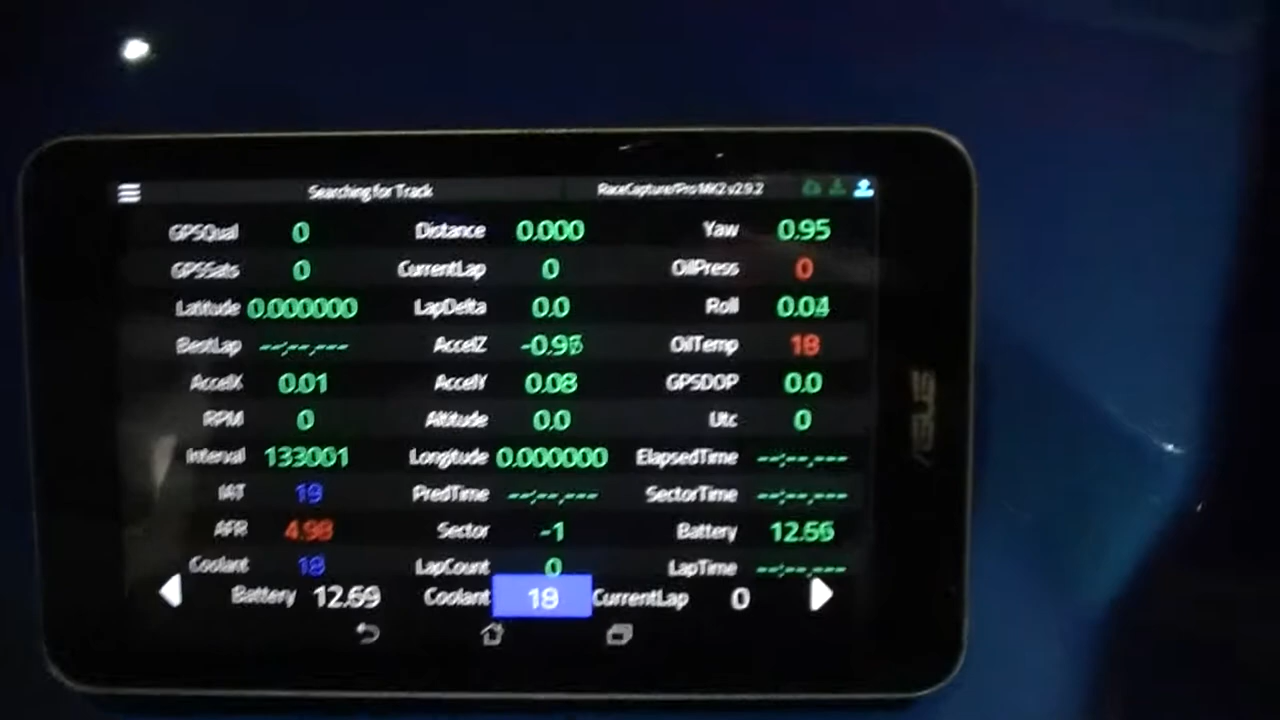 Searching for Track RaceCapture/Pro MK2 v2.9.2
GPSQual 0 Distance 0.000 Yaw 0.95
GPSSats 0 CurrentLap 0 OilPress 0
Latitude 0.000000 LapDelta 0.0 Roll 0.04
BestLap --:--.--- AccelZ OilTemp 18
AccelX 0.01 AccelY 0.08 GPSDOP 0.0
RPM 0 Altitude 0.0 Utc 0
Interval 133001 Longitude 0.000000 ElapsedTime --:--.---
IAT 19 PredTime --:--.--- SectorTime --:--.---
AFR 4.98 Sector -1 Battery
Coolant 18 LapCount 0 LapTime --:--.---
Battery 12.69 Coolant 18 CurrentLap 0
ASUS